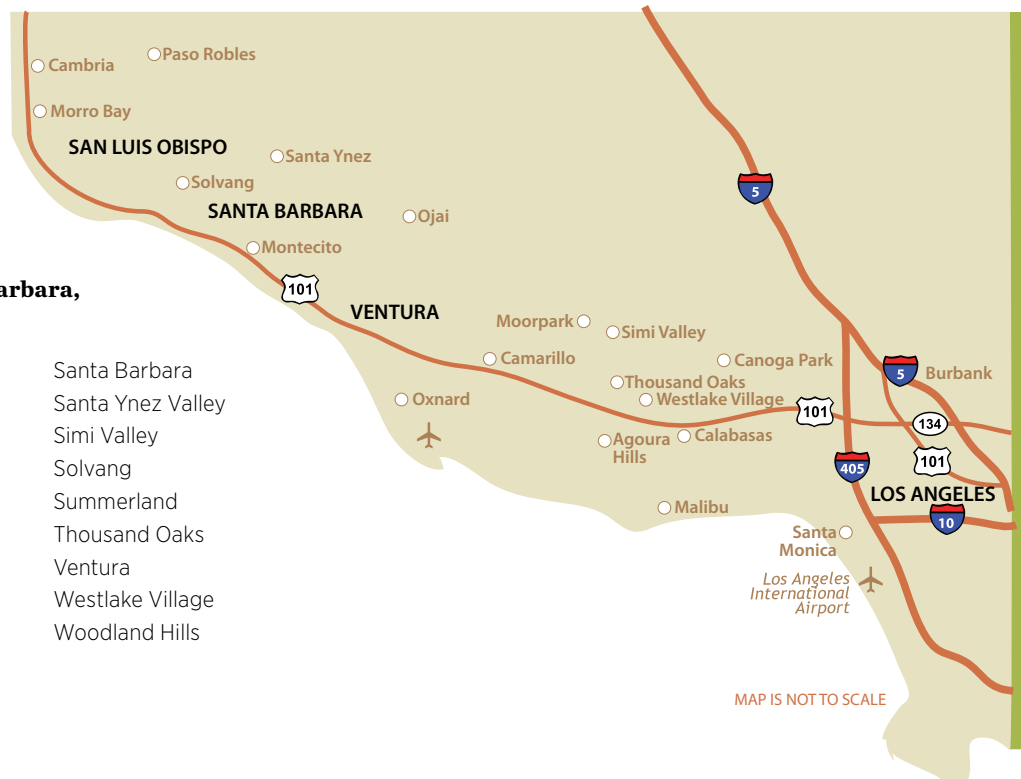 Cambria
Paso Robles
Morro Bay
SAN LUIS OBISPO
Santa Ynez
Solvang
SANTA BARBARA
Ojai
Montecito
5
arbara,
101
VENTURA
Moorpark
Simi Valley
Camarillo
Canoga Park
5
Burbank
Thousand Oaks
Westlake Village
Oxnard
101
134
Agoura
Hills
Calabasas
101
405
LOS ANGELES
Malibu
10
Santa
Monica
Los Angeles
International
Airport
MAP IS NOT TO SCALE
Santa Barbara
Santa Ynez Valley
Simi Valley
Solvang
Summerland
Thousand Oaks
Ventura
Westlake Village
Woodland Hills